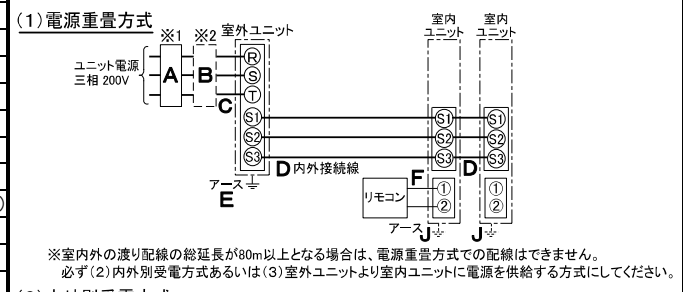 (1)電源重畳方式
※1 ※2 室外ユニット
室内
ユニット
室内
ユニット
ユニット電源
三相 200V
A
B
C
R
S
T
S1
S2
S3
S1
S2
S3
S1
S2
S3
D 内外接続線
D
アース
E
リモコン
F
①
②
①
②
アース
J
J
※室内外の渡り配線の総延長が80m以上となる場合は、電源重畳方式での配線はできません。
必ず(2)内外別受電方式あるいは(3)室外ユニットより室内ユニットに電源を供給する方式にしてください。